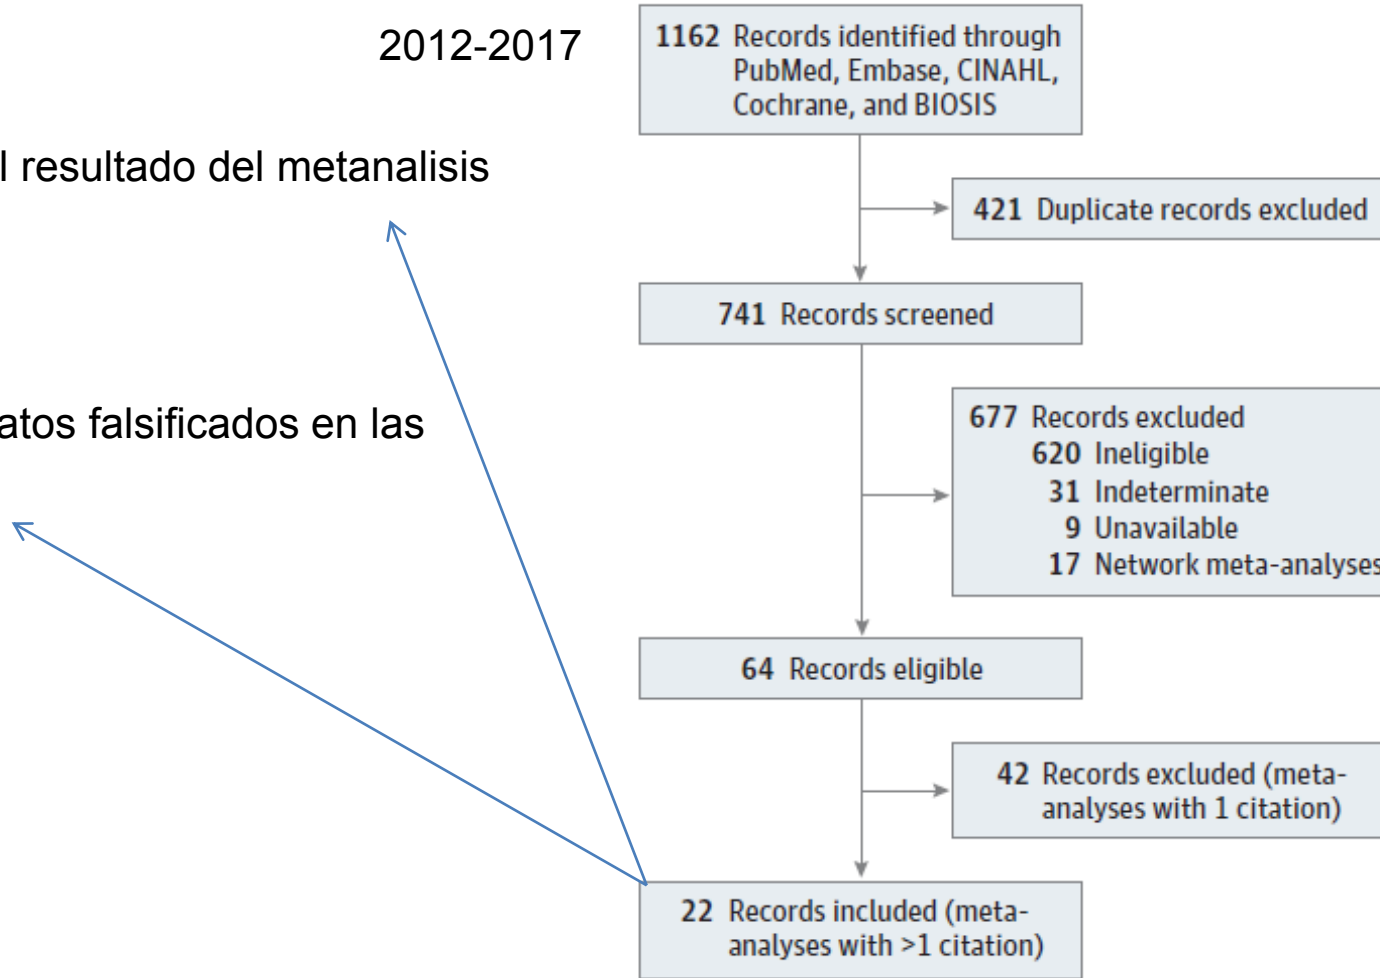 2012-2017
l resultado del metanalisis
atos falsificados en las
1162 Records identified through
PubMed, Embase, CINAHL,
Cochrane, and BIOSIS
421 Duplicate records excluded
741 Records screened
677 Records excluded
620 Ineligible
31 Indeterminate
9 Unavailable
17 Network meta-analyses
64 Records eligible
42 Records excluded (meta-
analyses with 1 citation)
22 Records included (meta-
analyses with >1 citation)